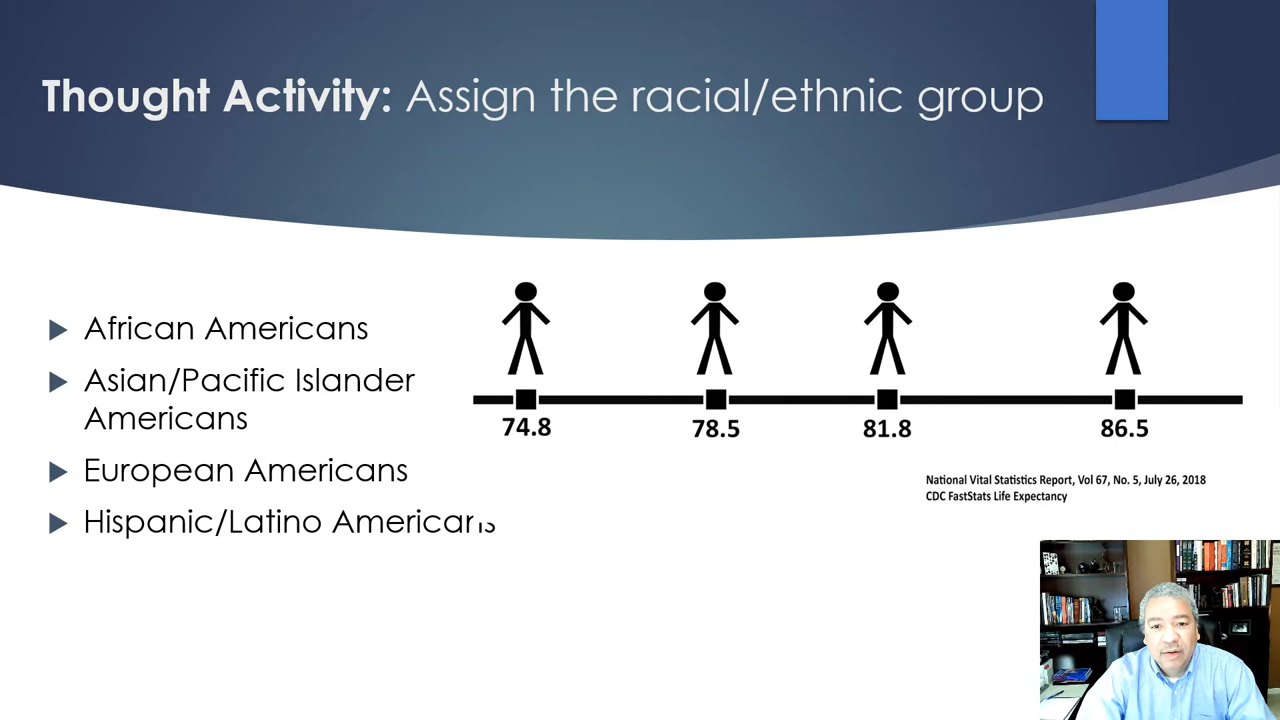 Thought Activity: Assign the racial/ethnic group
African Americans
Asian/Pacific Islander
Americans
European Americans
Hispanic/Latino Americans
74.8 78.5 81.8 86.5
National Vital Statistics Report, Vol 67, No. 5, July 26, 2018
CDC FastStats Life Expectancy